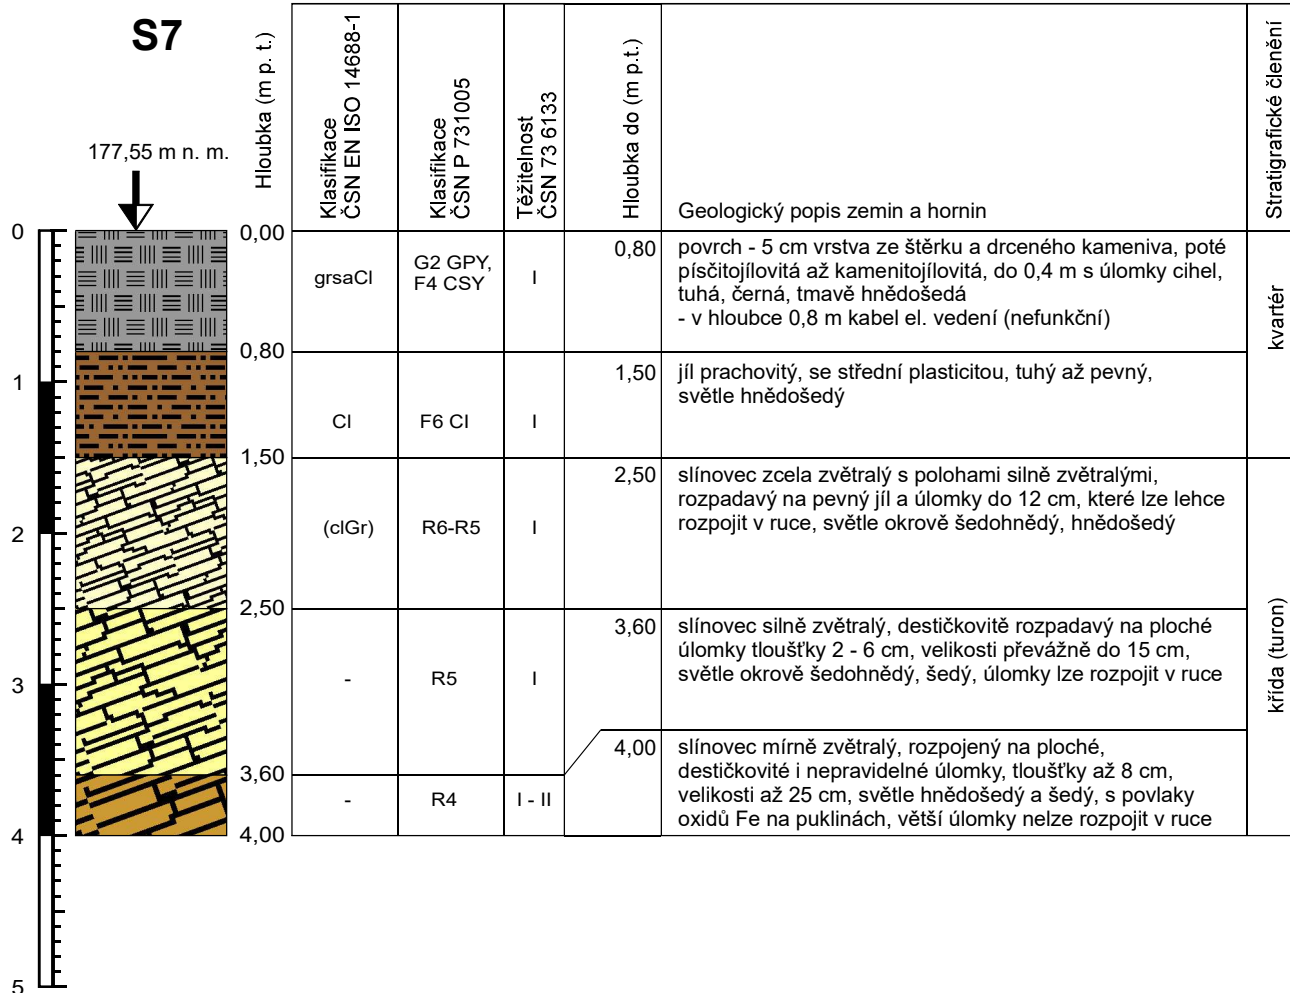 S7
177,55 m n. m.
Hloubka (m p. t.)
Klasifikace
ČSN EN ISO 14688-1
Klasifikace
ČSN P 731005
Těžitelnost
ČSN 73 6133
Hloubka do (m p.t.)
Geologický popis zemin a hornin
Stratigrafické členění
0
1
2
3
4
5
0,00
0,80
1,50
2,50
3,60
4,00
grsaCl
G2 GPY,
F4 CSY
I
0,80
povrch - 5 cm vrstva ze štěrku a drceného kameniva, poté
písčitojílovitá až kamenitojílovitá, do 0,4 m s úlomky cihel,
tuhá, černá, tmavě hnědošedá
- v hloubce 0,8 m kabel el. vedení (nefunkční)
kvartér
Cl
F6 CI
I
1,50
jíl prachovitý, se střední plasticitou, tuhý až pevný,
světle hnědošedý
(clGr)
R6-R5
I
2,50
slínovec zcela zvětralý s polohami silně zvětralými,
rozpadavý na pevný jíl a úlomky do 12 cm, které lze lehce
rozpojit v ruce, světle okrově šedohnědý, hnědošedý
křída (turon)
-
R5
I
3,60
slínovec silně zvětralý, destičkovitě rozpadavý na ploché
úlomky tloušťky 2 - 6 cm, velikosti převážně do 15 cm,
světle okrově šedohnědý, šedý, úlomky lze rozpojit v ruce
-
R4
I - II
4,00
slínovec mírně zvětralý, rozpojený na ploché,
destičkovité i nepravidelné úlomky, tloušťky až 8 cm,
velikosti až 25 cm, světle hnědošedý a šedý, s povlaky
oxidů Fe na puklinách, větší úlomky nelze rozpojit v ruce